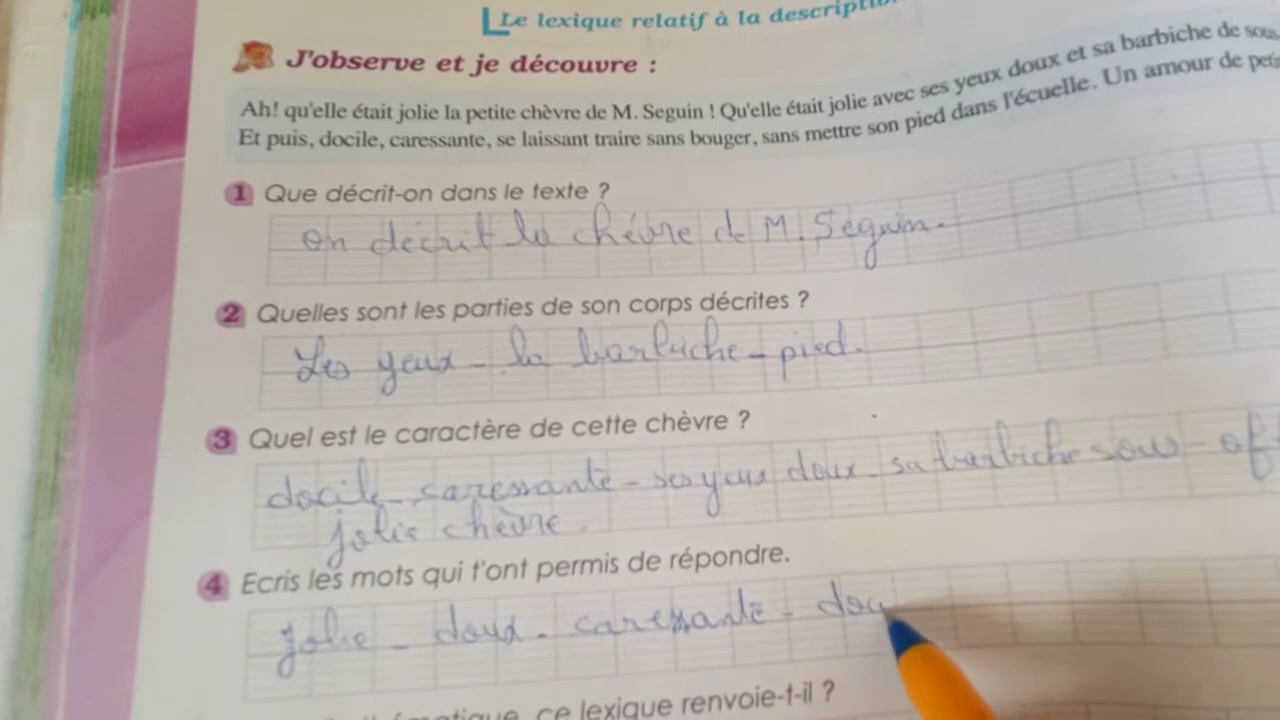 Le lexique relatif à la description
J'observe et je découvre :
Ah! qu'elle était jolie la petite chèvre de M. Seguin ! Qu'elle était jolie avec ses yeux doux et sa barbiche de sous
Et puis, docile, caressante, se laissant traire sans bouger, sans mettre son pied dans l'écuelle. Un amour de peti
1 Que décrit-on dans le texte ?
on décrit la chèvre de M. Seguin.
2 Quelles sont les parties de son corps décrites ?
Les yeux - la barbiche - pied.
3 Quel est le caractère de cette chèvre ?
docile - caressante - ses yeux doux - sa barbiche sous - of
jolie chèvre.
4 Ecris les mots qui t'ont permis de répondre.
jolie - doux - caressante - dou
ce lexique renvoie-t-il ?